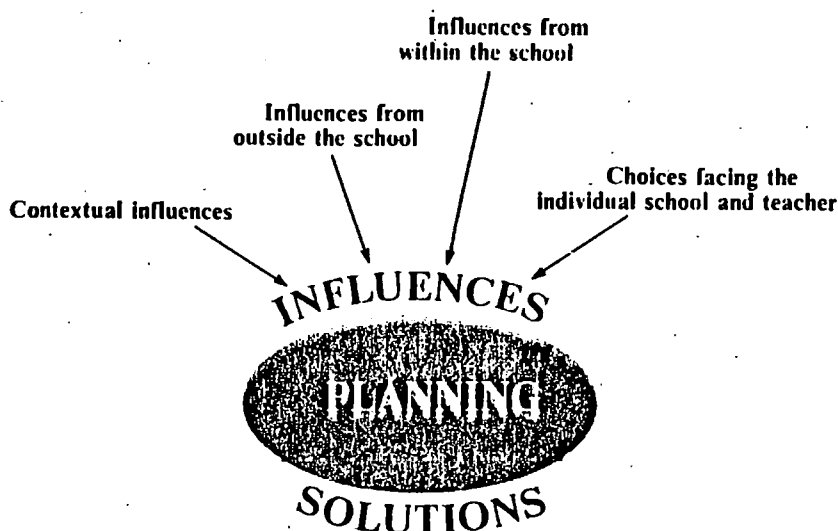 Influences from
within the school
Influences from
outside the school
Choices facing the
individual school and teacher
Contextual influences
INFLUENCES
PLANNING
SOLUTIONS